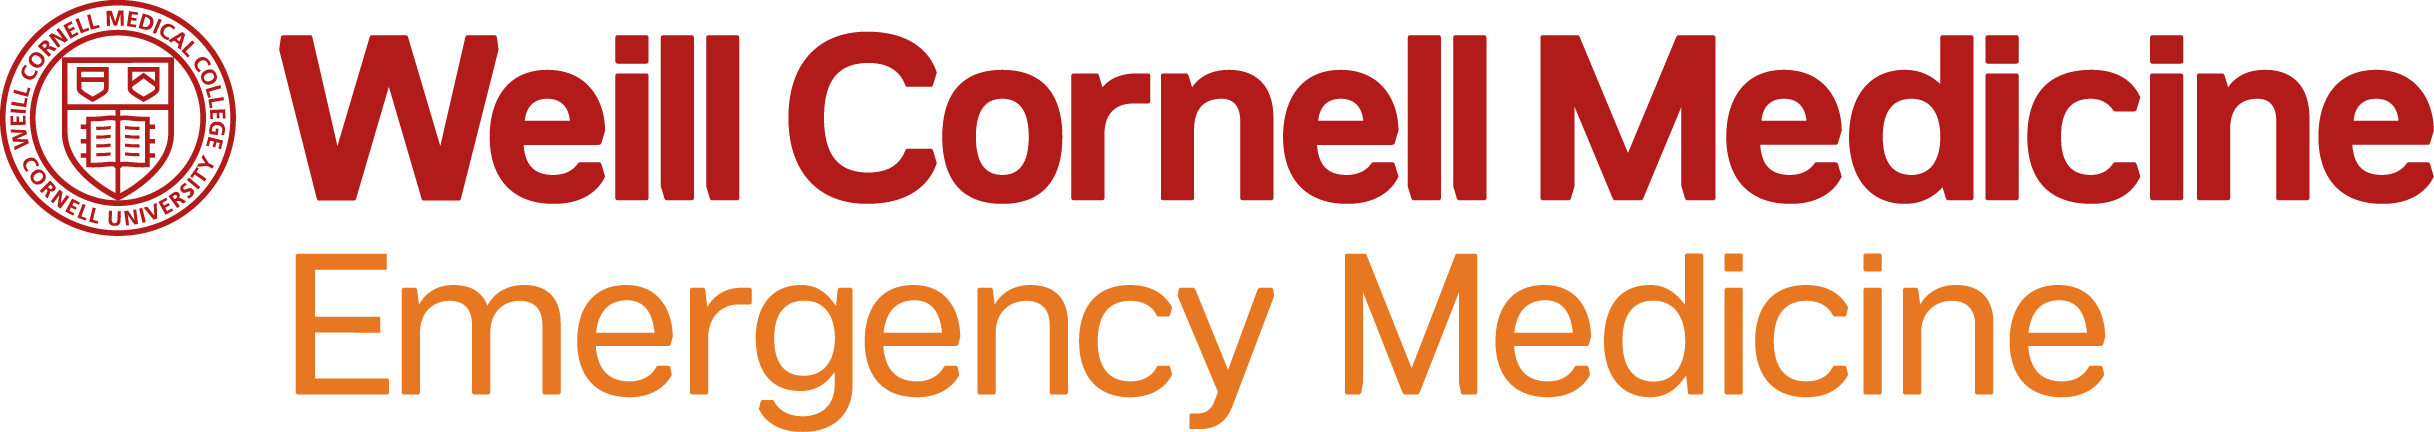 WEILL CORNELL MEDICAL COLLEGE
CORNELL UNIVERSITY
Weill Cornell Medicine
Emergency Medicine